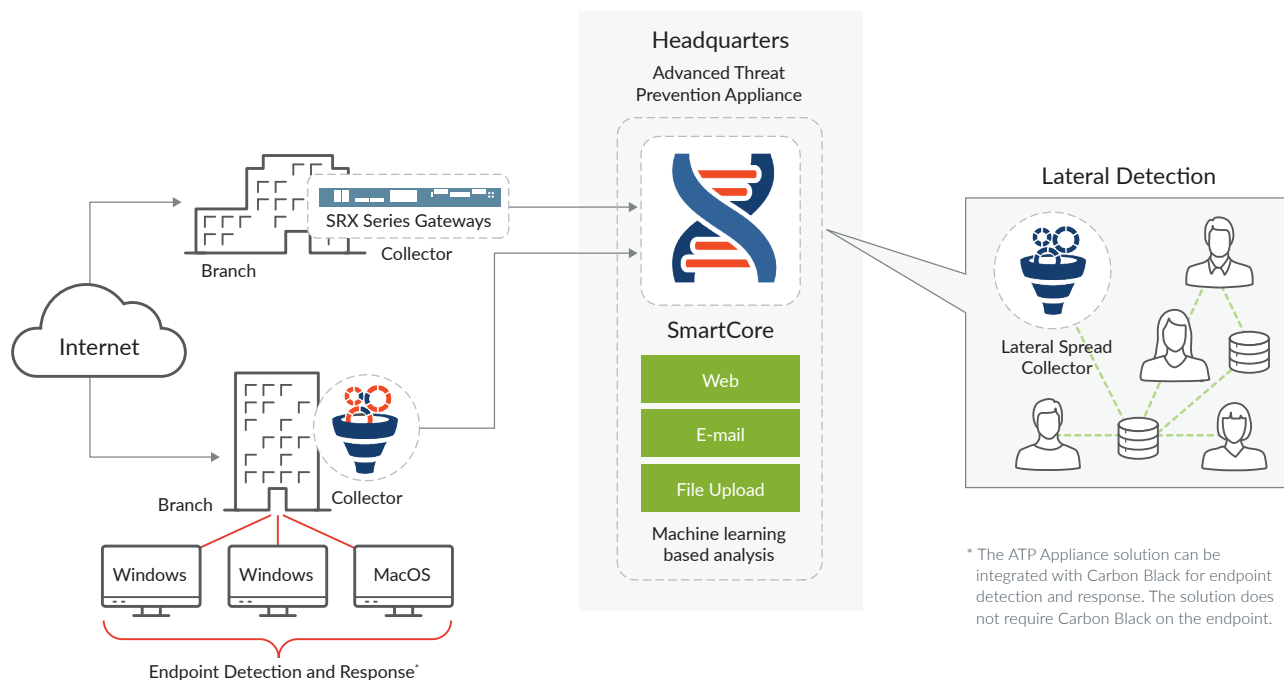 Headquarters
Advanced Threat
Prevention Appliance
SRX Series Gateways
Collector
Branch
Internet
Collector
Branch
Windows
Windows
MacOS
Endpoint Detection and Response*
SmartCore
Web
E-mail
File Upload
Machine learning
based analysis
Lateral Detection
Lateral Spread
Collector
* The ATP Appliance solution can be
integrated with Carbon Black for endpoint
detection and response. The solution does
not require Carbon Black on the endpoint.